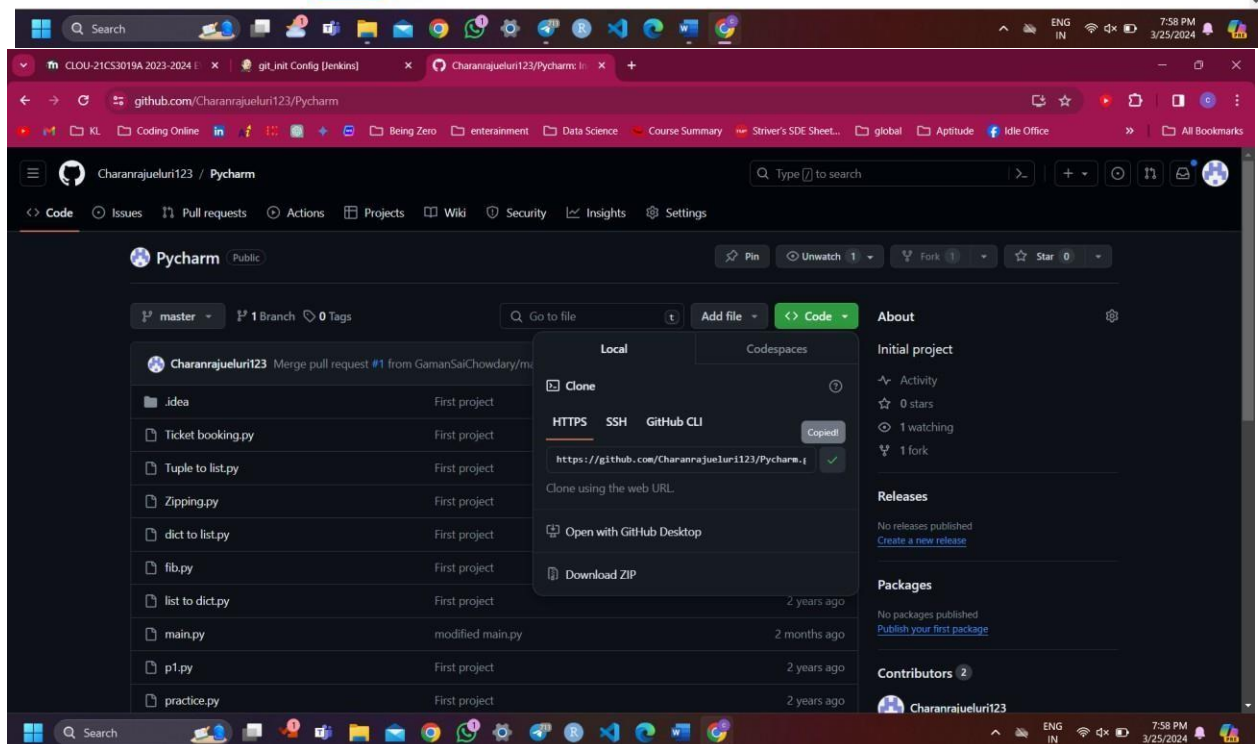 Search
ENG
IN
7:58 PM
3/25/2024
CLOU-21CS3019A 2023-2024 E
git_init Config [Jenkins]
Charanrajueluri123/Pycharm: In
github.com/Charanrajueluri123/Pycharm
KL Coding Online Being Zero enterainment Data Science Course Summary Striver's SDE Sheet... global Aptitude Idle Office » All Bookmarks
Charanrajueluri123 / Pycharm
Type / to search
<> Code Issues Pull requests Actions Projects Wiki Security Insights Settings
Pycharm Public
Pin Unwatch 1 Fork 1 Star 0
master 1 Branch 0 Tags
Go to file t Add file <> Code
Charanrajueluri123 Merge pull request #1 from GamanSaiChowdary/ma
.idea First project
Ticket booking.py First project
Tuple to list.py First project
Zipping.py First project
dict to list.py First project
fib.py First project
list to dict.py First project 2 years ago
main.py modified main.py 2 months ago
p1.py First project 2 years ago
practice.py First project 2 years ago
Local Codespaces
Clone
HTTPS SSH GitHub CLI
Copied!
https://github.com/Charanrajueluri123/Pycharm.g
Clone using the web URL.
Open with GitHub Desktop
Download ZIP
About
Initial project
Activity
0 stars
1 watching
1 fork
Releases
No releases published
Create a new release
Packages
No packages published
Publish your first package
Contributors 2
Charanrajueluri123
Search
ENG
IN
7:58 PM
3/25/2024